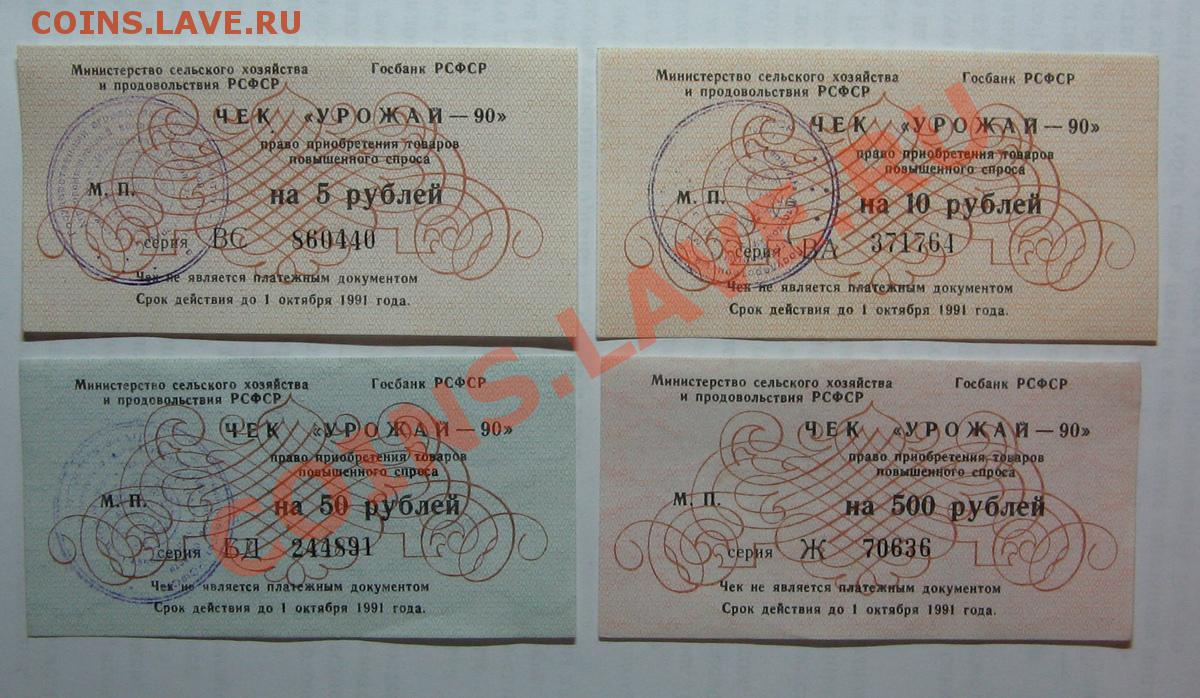 COINS.LAVE.RU
Министерство сельского хозяйства
и продовольствия РСФСР
Госбанк РСФСР
ЧЕК «УРОЖАЙ — 90»
право приобретения товаров
повышенного спроса
М. П.
на 5 рублей
серия ВС 860440
Чек не является платежным документом
Срок действия до 1 октября 1991 года.
Министерство сельского хозяйства
и продовольствия РСФСР
Госбанк РСФСР
ЧЕК «УРОЖАЙ — 90»
право приобретения товаров
повышенного спроса
М. П.
на 10 рублей
серия ВА 371764
Чек не является платежным документом
Срок действия до 1 октября 1991 года.
Министерство сельского хозяйства
и продовольствия РСФСР
Госбанк РСФСР
ЧЕК «УРОЖАЙ — 90»
право приобретения товаров
повышенного спроса
М. П.
на 50 рублей
серия БД 244891
Чек не является платежным документом
Срок действия до 1 октября 1991 года.
Министерство сельского хозяйства
и продовольствия РСФСР
Госбанк РСФСР
ЧЕК «УРОЖАЙ — 90»
право приобретения товаров
повышенного спроса
М. П.
на 500 рублей
серия Ж 70636
Чек не является платежным документом
Срок действия до 1 октября 1991 года.
COINS.LAVE.RU